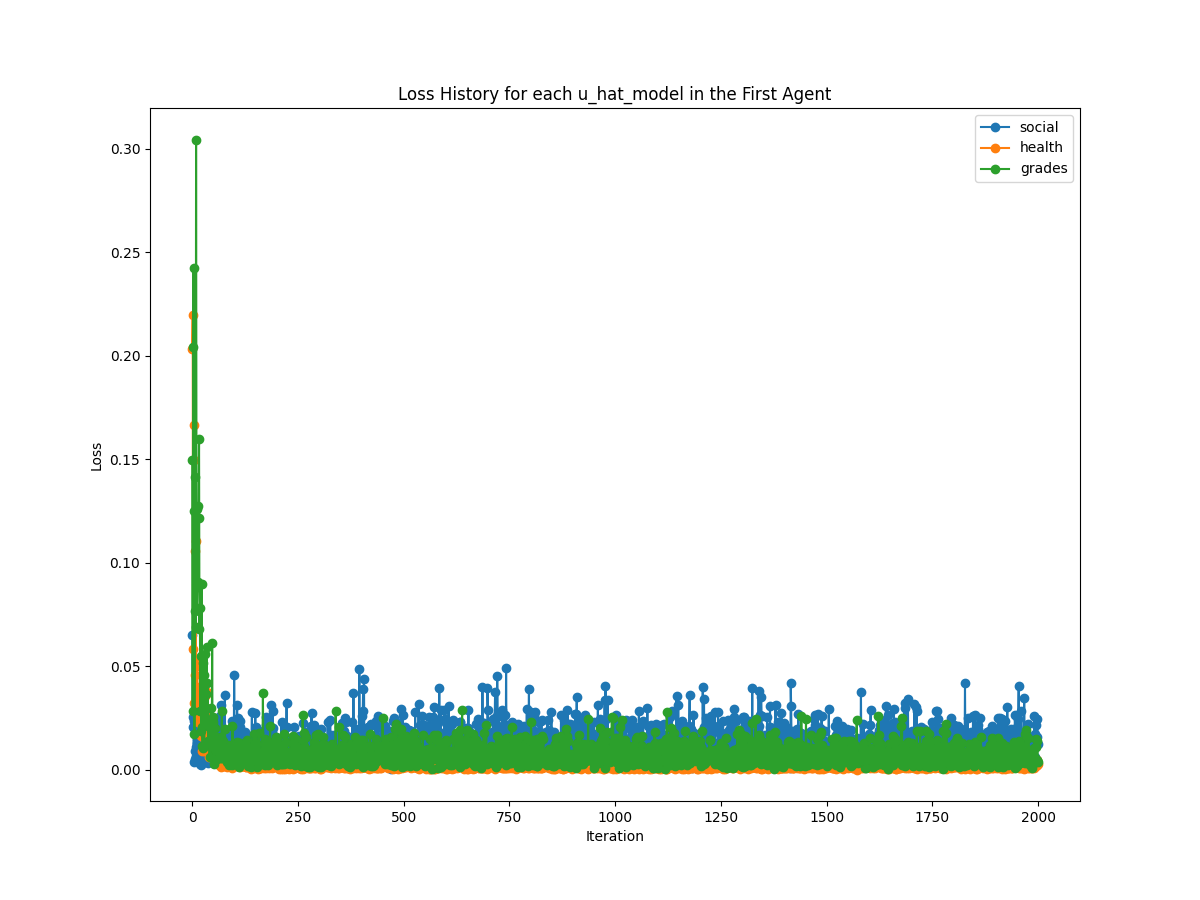 Loss History for each u_hat_model in the First Agent
social
health
grades
0.30
0.25
0.20
0.15
0.10
0.05
0.00
Loss
0 250 500 750 1000 1250 1500 1750 2000
Iteration